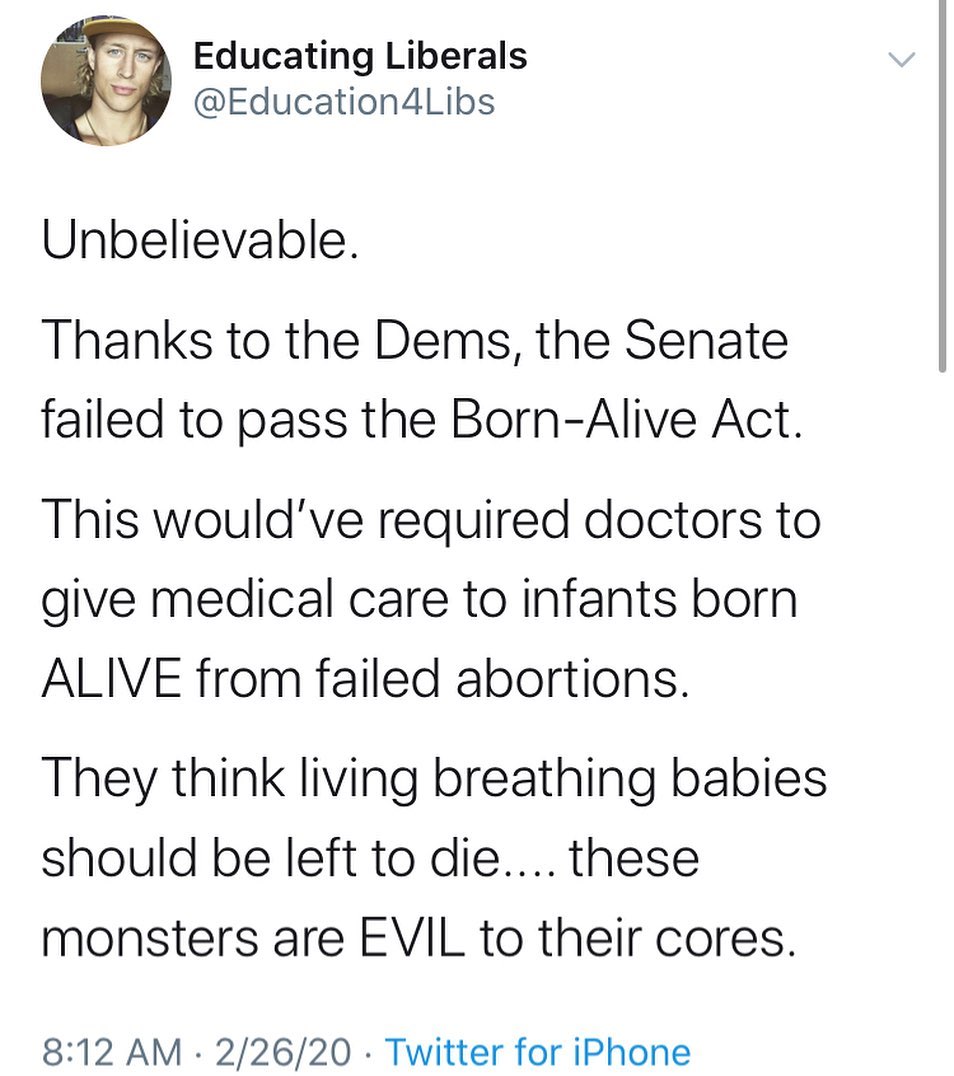 Educating Liberals
@Education4Libs
Unbelievable.
Thanks to the Dems, the Senate
failed to pass the Born-Alive Act.
This would’ve required doctors to
give medical care to infants born
ALIVE from failed abortions.
They think living breathing babies
should be left to die.... these
monsters are EVIL to their cores.
8:12 AM · 2/26/20 · Twitter for iPhone